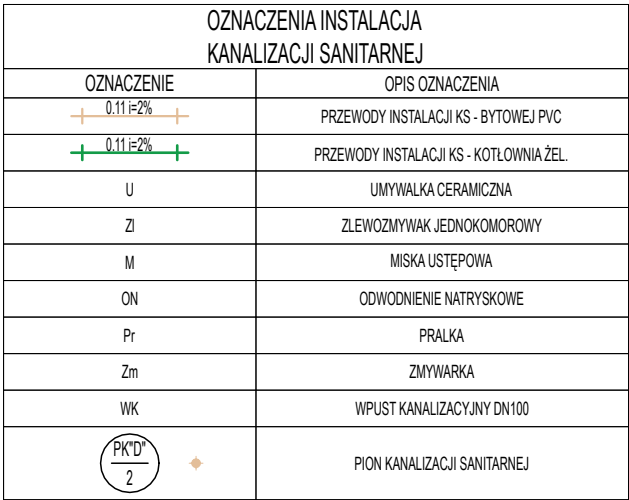 OZNACZENIA INSTALACJA
KANALIZACJI SANITARNEJ
OZNACZENIE OPIS OZNACZENIA
0.11 i=2% PRZEWODY INSTALACJI KS - BYTOWEJ PVC
0.11 i=2% PRZEWODY INSTALACJI KS - KOTŁOWNIA ŻEL.
U UMYWALKA CERAMICZNA
Zl ZLEWOZMYWAK JEDNOKOMOROWY
M MISKA USTĘPOWA
ON ODWODNIENIE NATRYSKOWE
Pr PRALKA
Zm ZMYWARKA
WK WPUST KANALIZACYJNY DN100
PK"D"
2
PION KANALIZACJI SANITARNEJ